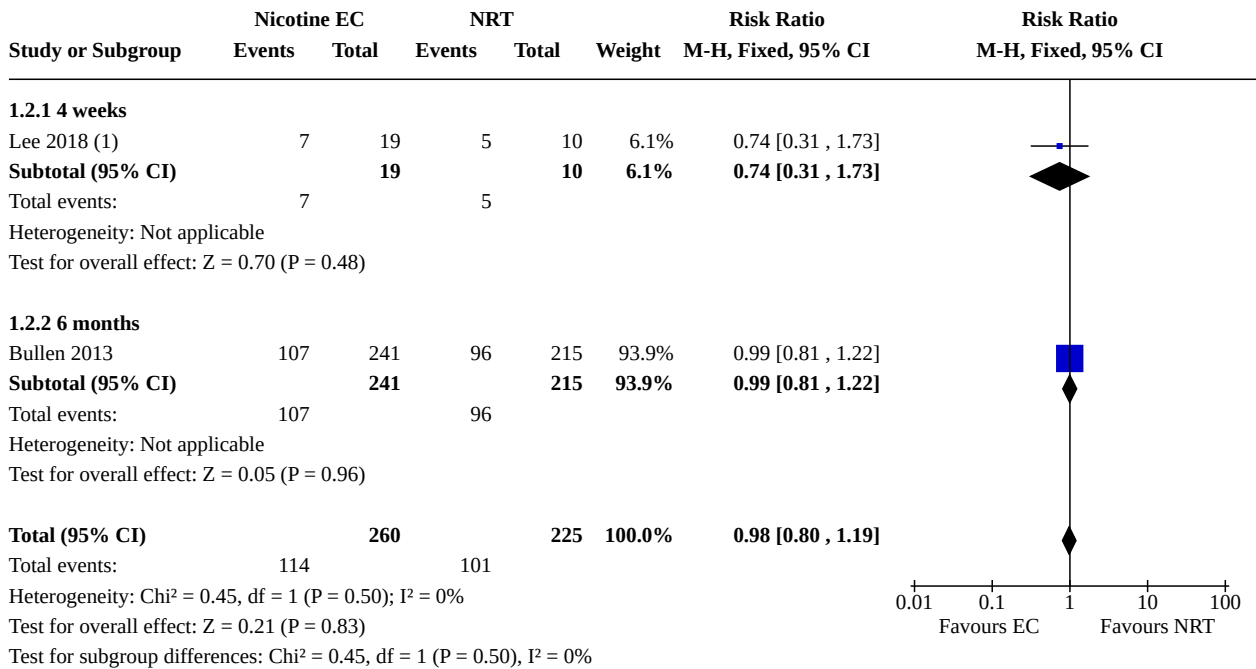 Nicotine EC NRT Risk Ratio Risk Ratio
Study or Subgroup Events Total Events Total Weight M-H, Fixed, 95% CI M-H, Fixed, 95% CI
1.2.1 4 weeks
Lee 2018 (1) 7 19 5 10 6.1% 0.74 [0.31 , 1.73]
Subtotal (95% CI) 19 10 6.1% 0.74 [0.31 , 1.73]
Total events: 7 5
Heterogeneity: Not applicable
Test for overall effect: Z = 0.70 (P = 0.48)
1.2.2 6 months
Bullen 2013 107 241 96 215 93.9% 0.99 [0.81 , 1.22]
Subtotal (95% CI) 241 215 93.9% 0.99 [0.81 , 1.22]
Total events: 107 96
Heterogeneity: Not applicable
Test for overall effect: Z = 0.05 (P = 0.96)
Total (95% CI) 260 225 100.0% 0.98 [0.80 , 1.19]
Total events: 114 101
Heterogeneity: Chi² = 0.45, df = 1 (P = 0.50); I² = 0% 0.01 0.1 1 10 100
Test for overall effect: Z = 0.21 (P = 0.83) Favours EC Favours NRT
Test for subgroup differences: Chi² = 0.45, df = 1 (P = 0.50), I² = 0%